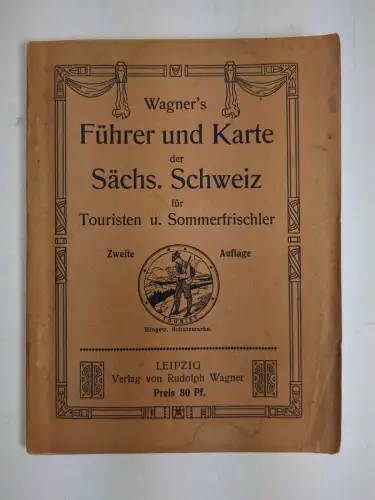 Wagner's
Führer und Karte
der
Sächs. Schweiz
für
Touristen u. Sommerfrischler
Zweite Auflage
TOURIST
Eingetr. Schutzmarke.
LEIPZIG
Verlag von Rudolph Wagner
Preis 80 Pf.